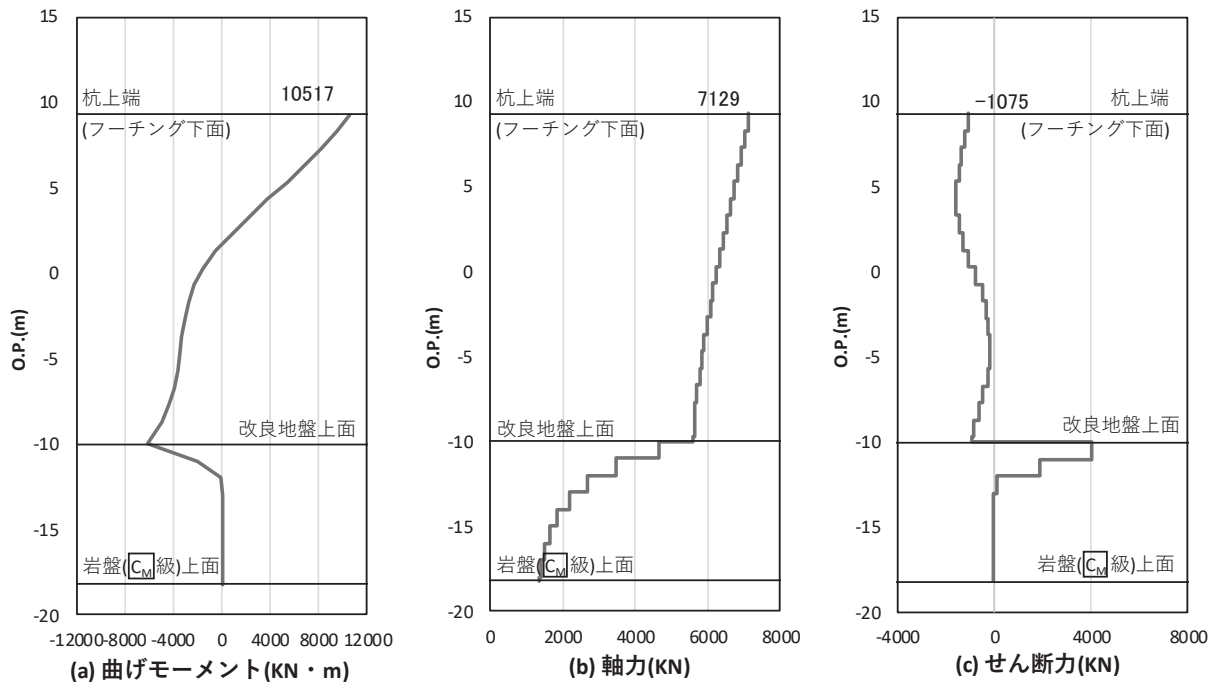 15
10
5
0
-5
-10
-15
-20
O.P.(m)
杭上端
10517
(フーチング下面)
改良地盤上面
岩盤(CM級)上面
-12000-8000 -4000 0 4000 8000 12000
(a) 曲げモーメント(KN・m)
15
10
5
0
-5
-10
-15
-20
O.P.(m)
杭上端
7129
(フーチング下面)
改良地盤上面
岩盤(CM級)上面
0 2000 4000 6000 8000
(b) 軸力(KN)
15
10
5
0
-5
-10
-15
-20
O.P.(m)
-1075
杭上端
(フーチング下面)
改良地盤上面
岩盤(CM級)上面
-4000 0 4000 8000
(c) せん断力(KN)